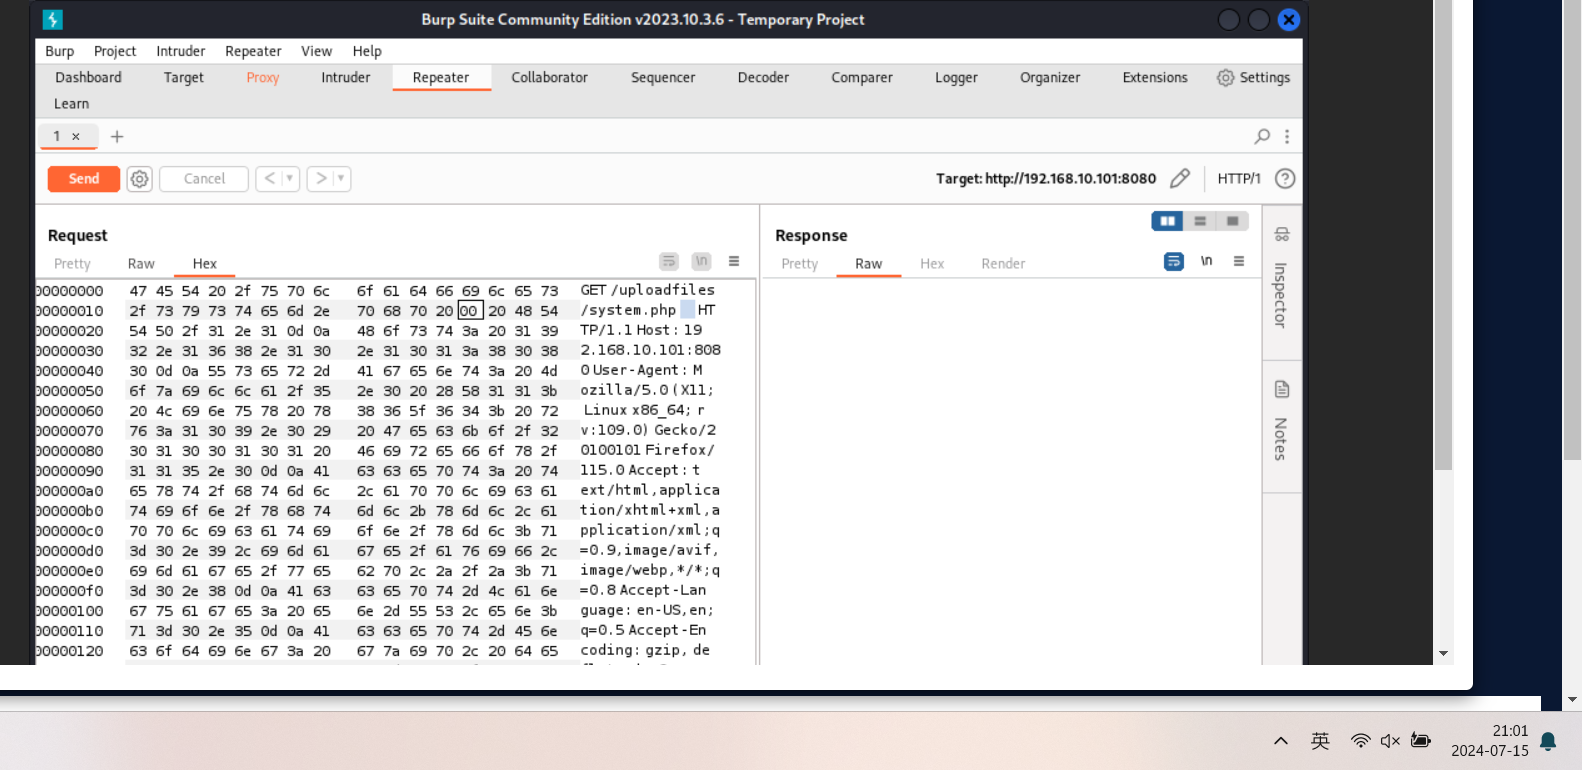 Burp Suite Community Edition v2023.10.3.6 - Temporary Project
Burp Project Intruder Repeater View Help
Dashboard Target Proxy Intruder Repeater Collaborator Sequencer Decoder Comparer Logger Organizer Extensions Settings
Learn
1 × +
Send Cancel < > Target: http://192.168.10.101:8080 HTTP/1
Request
Response
Pretty Raw Hex \n
Pretty Raw Hex Render \n
Inspector
Notes
00000000 47 45 54 20 2f 75 70 6c 6f 61 64 66 69 6c 65 73 GET /uploadfiles
00000010 2f 73 79 73 74 65 6d 2e 70 68 70 20 00 20 48 54 /system.php HT
00000020 54 50 2f 31 2e 31 0d 0a 48 6f 73 74 3a 20 31 39 TP/1.1 Host: 19
00000030 32 2e 31 36 38 2e 31 30 2e 31 30 31 3a 38 30 38 2.168.10.101:808
00000040 30 0d 0a 55 73 65 72 2d 41 67 65 6e 74 3a 20 4d 0 User-Agent: M
00000050 6f 7a 69 6c 6c 61 2f 35 2e 30 20 28 58 31 31 3b ozilla/5.0 (X11;
00000060 20 4c 69 6e 75 78 20 78 38 36 5f 36 34 3b 20 72 Linux x86_64; r
00000070 76 3a 31 30 39 2e 30 29 20 47 65 63 6b 6f 2f 32 v:109.0) Gecko/2
00000080 30 31 30 30 31 30 31 20 46 69 72 65 66 6f 78 2f 0100101 Firefox/
00000090 31 31 35 2e 30 0d 0a 41 63 63 65 70 74 3a 20 74 115.0 Accept: t
000000a0 65 78 74 2f 68 74 6d 6c 2c 61 70 70 6c 69 63 61 ext/html,applica
000000b0 74 69 6f 6e 2f 78 68 74 6d 6c 2b 78 6d 6c 2c 61 tion/xhtml+xml,a
000000c0 70 70 6c 69 63 61 74 69 6f 6e 2f 78 6d 6c 3b 71 pplication/xml;q
000000d0 3d 30 2e 39 2c 69 6d 61 67 65 2f 61 76 69 66 2c =0.9,image/avif,
000000e0 69 6d 61 67 65 2f 77 65 62 70 2c 2a 2f 2a 3b 71 image/webp,*/*;q
000000f0 3d 30 2e 38 0d 0a 41 63 63 65 70 74 2d 4c 61 6e =0.8 Accept-Lan
00000100 67 75 61 67 65 3a 20 65 6e 2d 55 53 2c 65 6e 3b guage: en-US,en;
00000110 71 3d 30 2e 35 0d 0a 41 63 63 65 70 74 2d 45 6e q=0.5 Accept-En
00000120 63 6f 64 69 6e 67 3a 20 67 7a 69 70 2c 20 64 65 coding: gzip, de
英
21:01
2024-07-15